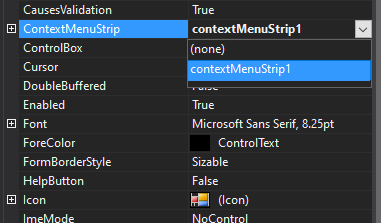 CausesValidation True
ContextMenuStrip contextMenuStrip1
ControlBox (none)
Cursor contextMenuStrip1
DoubleBuffered False
Enabled True
Font Microsoft Sans Serif, 8.25pt
ForeColor ControlText
FormBorderStyle Sizable
HelpButton False
Icon (Icon)
ImeMode NoControl